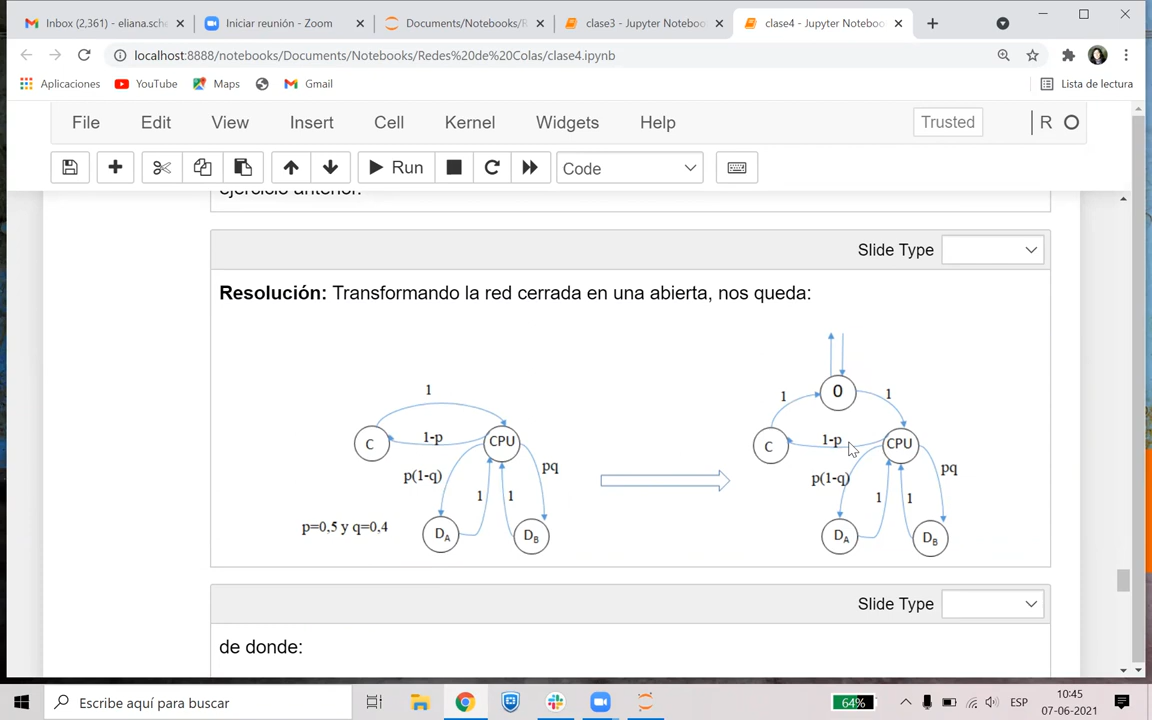 Inbox (2,361) - eliana.sche
Iniciar reunión - Zoom
Documents/Notebooks/R
clase3 - Jupyter Noteboo
clase4 - Jupyter Noteboo
localhost:8888/notebooks/Documents/Notebooks/Redes%20de%20Colas/clase4.ipynb
Aplicaciones YouTube Maps Gmail Lista de lectura
File Edit View Insert Cell Kernel Widgets Help Trusted R
Run Code
ejercicio anterior.
Slide Type
Resolución: Transformando la red cerrada en una abierta, nos queda:
1
C
1-p
CPU
p(1-q)
pq
1
1
p=0,5 y q=0,4
DA
DB
0
1
1
C
1-p
CPU
p(1-q)
pq
1
1
DA
DB
Slide Type
de donde:
Escribe aquí para buscar
64%
ESP
10:45
07-06-2021